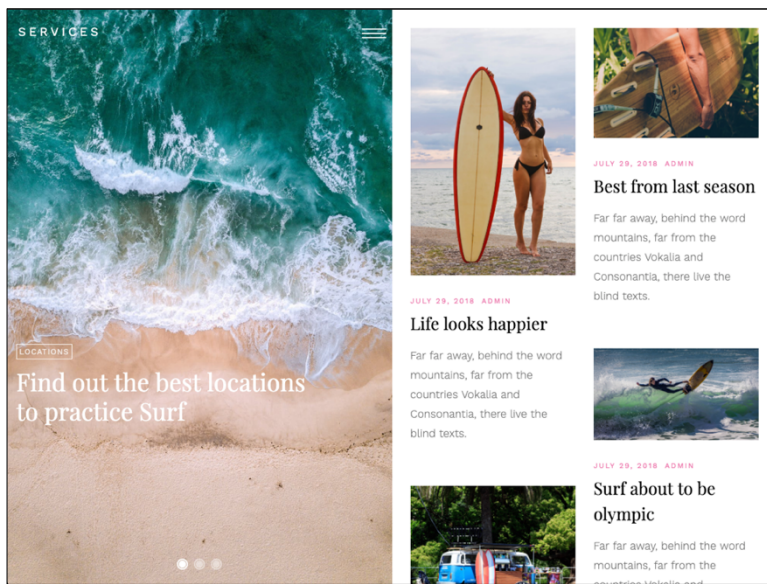 SERVICES
LOCATIONS
Find out the best locations
to practice Surf
JULY 29, 2018 ADMIN
Life looks happier
Far far away, behind the word
mountains, far from the
countries Vokalia and
Consonantia, there live the
blind texts.
JULY 29, 2018 ADMIN
Best from last season
Far far away, behind the word
mountains, far from the
countries Vokalia and
Consonantia, there live the
blind texts.
JULY 29, 2018 ADMIN
Surf about to be
olympic
Far far away, behind the word
mountains, far from the
countries Vokalia and